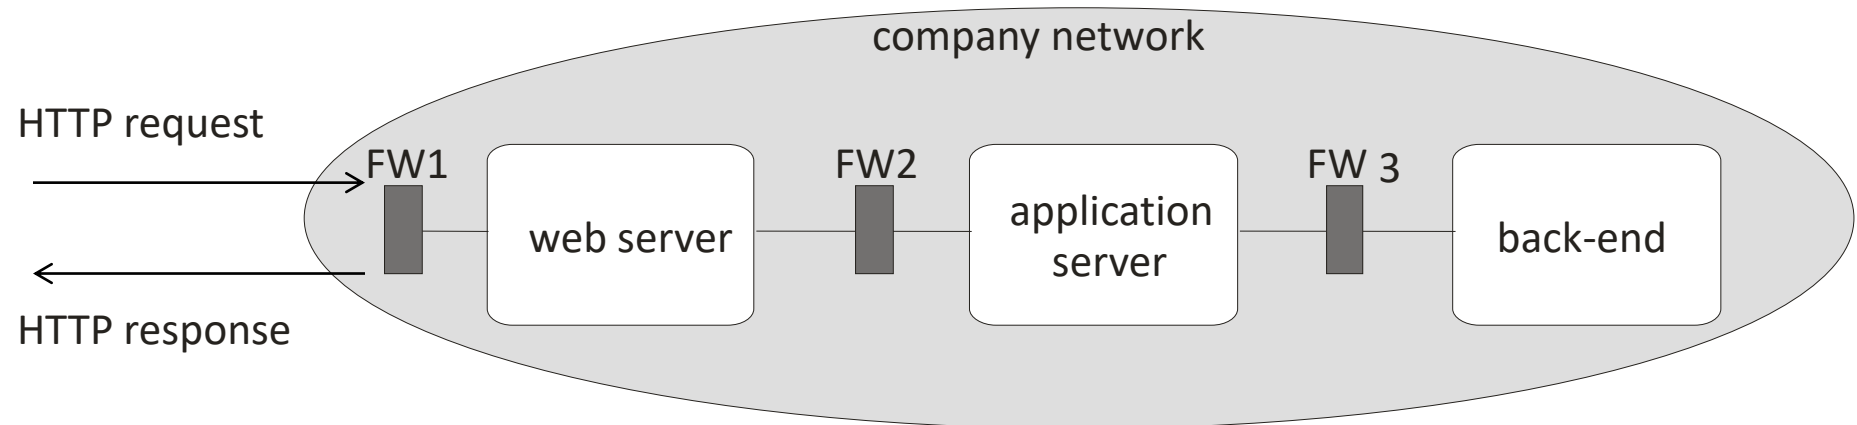 company network
HTTP request
FW1
FW2
FW 3
web server
application
server
back-end
HTTP response